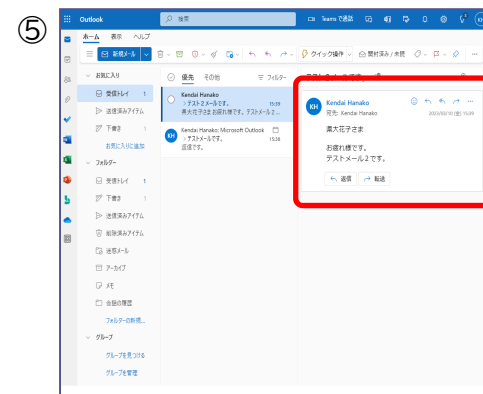 ⑤
Outlook
検索
Teams で通話
KH
ホーム 表示 ヘルプ
新規メール
クイック操作
開封済み / 未読
お気に入り
受信トレイ 1
送信済みアイテム
下書き 1
お気に入りに追加
フォルダー
受信トレイ 1
下書き 1
送信済みアイテム
削除済みアイテム
迷惑メール
アーカイブ
メモ
会話の履歴
フォルダーの新規...
グループ
グループを見つける
グループを管理
優先 その他 フィルター
Kendai Hanako
> テスト2メールです。 15:39
県大花子さま お疲れ様です。テストメール2...
KH
Kendai Hanako; Microsoft Outlook
> テストメールです。 15:38
返信です。
KH
Kendai Hanako
宛先: Kendai Hanako
2023/03/10 (金) 15:39
県大花子さま
お疲れ様です。
テストメール2です。
返信 転送